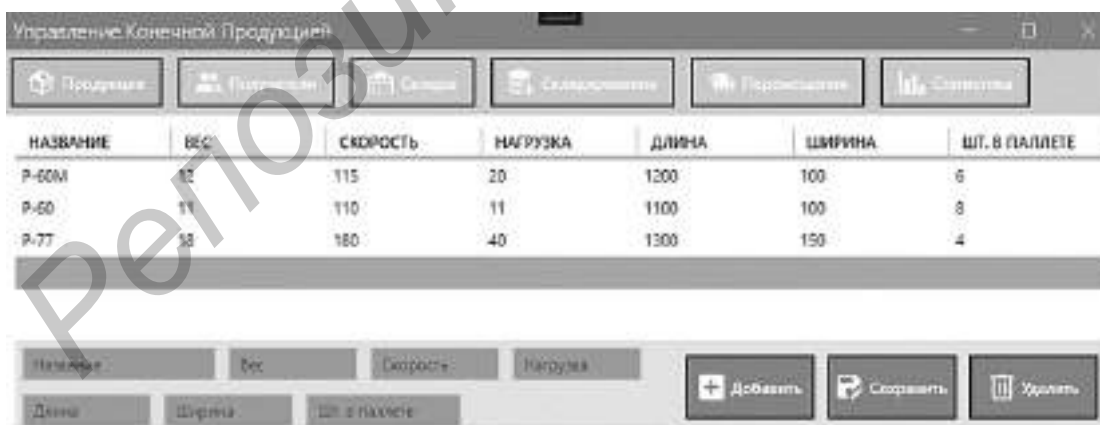 Управление Конечной Продукцией
Продукция Склады Складирование Перемещение Статистика
НАЗВАНИЕ ВЕС СКОРОСТЬ НАГРУЗКА ДЛИНА ШИРИНА ШТ. В ПАЛЛЕТЕ
Р-60М 12 115 20 1200 100 6
Р-60 11 110 11 1100 100 8
Р-77 18 180 40 1300 150 4
Название Вес Скорость Нагрузка
Длина Ширина Шт. в паллете
Добавить Сохранить Удалить